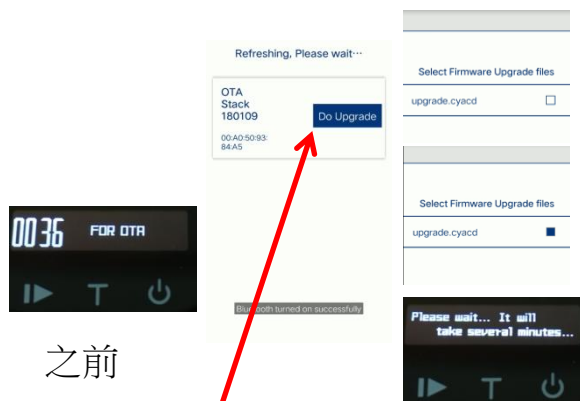 0036 FOR OTA
之前
Refreshing, Please wait···
OTA
Stack
180109
Do Upgrade
00:A0:50:93:
84:A5
Bluetooth turned on successfully
Select Firmware Upgrade files
upgrade.cyacd
Select Firmware Upgrade files
upgrade.cyacd
Please wait... It will
take several minutes...